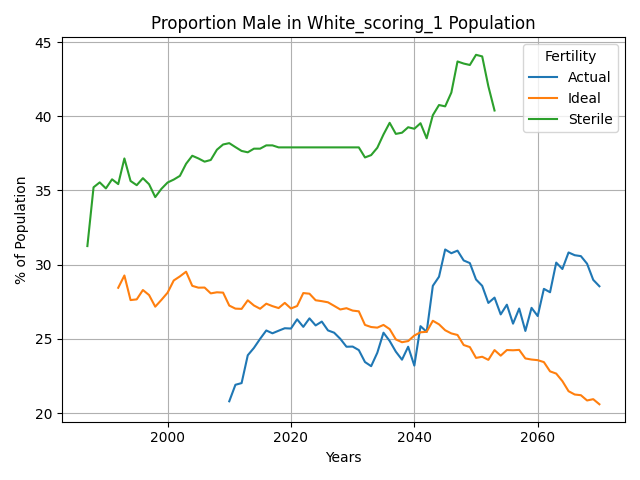 Proportion Male in White_scoring_1 Population
45
40
35
30
25
20
% of Population
Fertility
Actual
Ideal
Sterile
2000
2020
2040
2060
Years